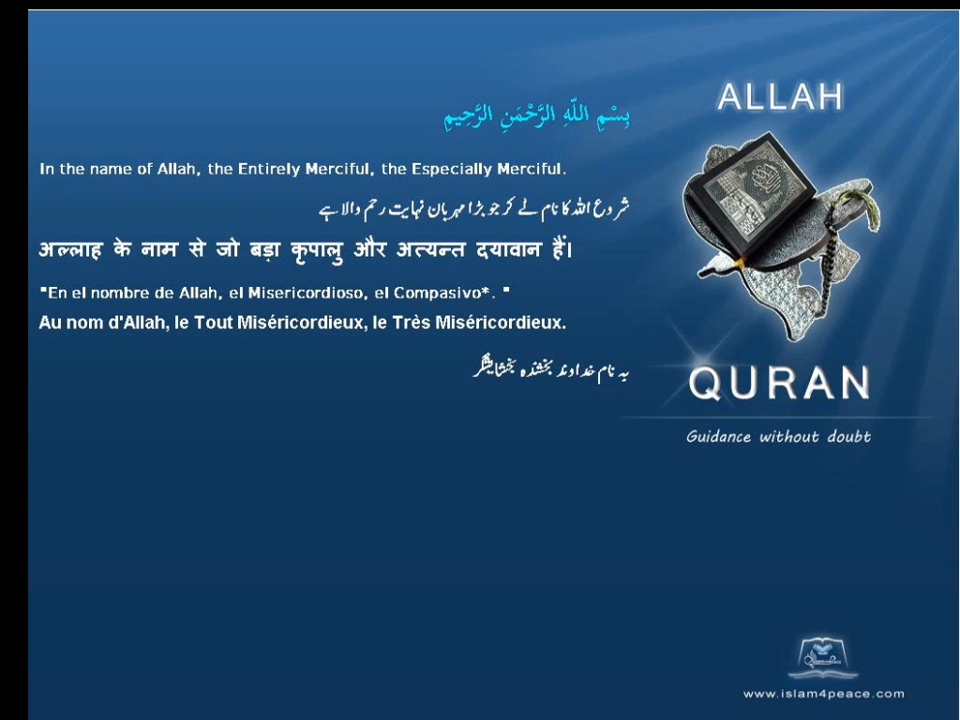 بِسْمِ اللّهِ الرَّحْمَنِ الرَّحِيمِ
In the name of Allah, the Entirely Merciful, the Especially Merciful.
شروع اللہ کا نام لے کر جو بڑا مہربان نہایت رحم والا ہے
अल्लाह के नाम से जो बड़ा कृपालु और अत्यन्त दयावान हैं।
"En el nombre de Allah, el Misericordioso, el Compasivo*. "
Au nom d'Allah, le Tout Miséricordieux, le Très Miséricordieux.
به نام خداوند بخشنده بخشایشگر
ALLAH
QURAN
Guidance without doubt
www.islam4peace.com